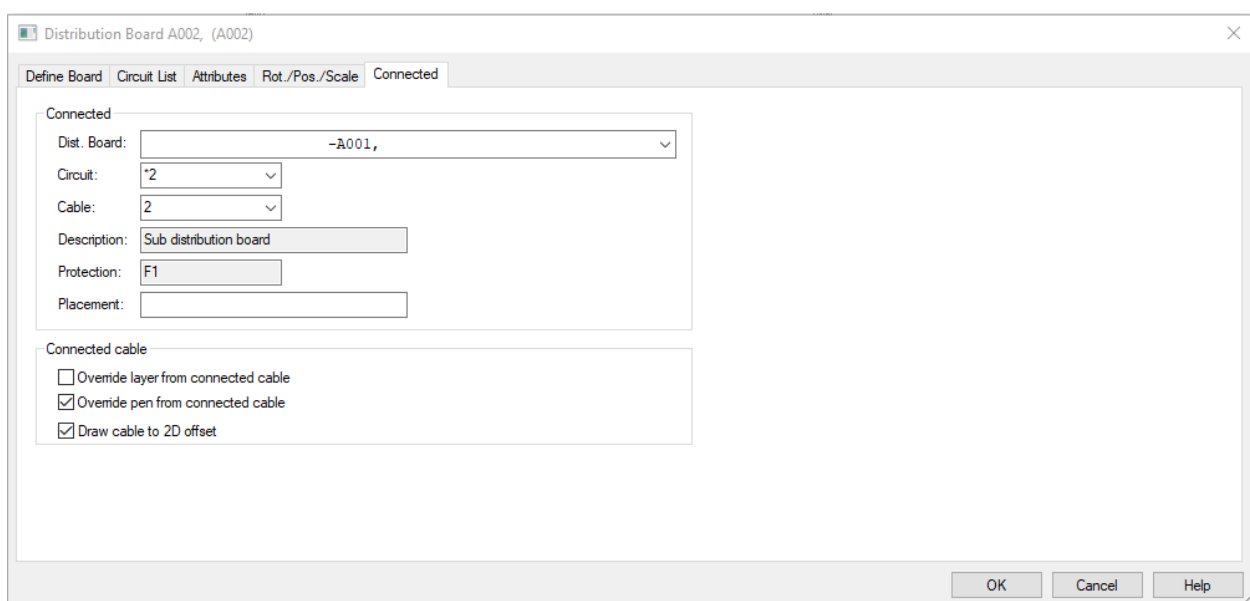 Distribution Board A002, (A002)
Define Board Circuit List Attributes Rot./Pos./Scale Connected
Connected
Dist. Board: -A001,
Circuit: *2
Cable: 2
Description: Sub distribution board
Protection: F1
Placement:
Connected cable
Override layer from connected cable
Override pen from connected cable
Draw cable to 2D offset
OK Cancel Help